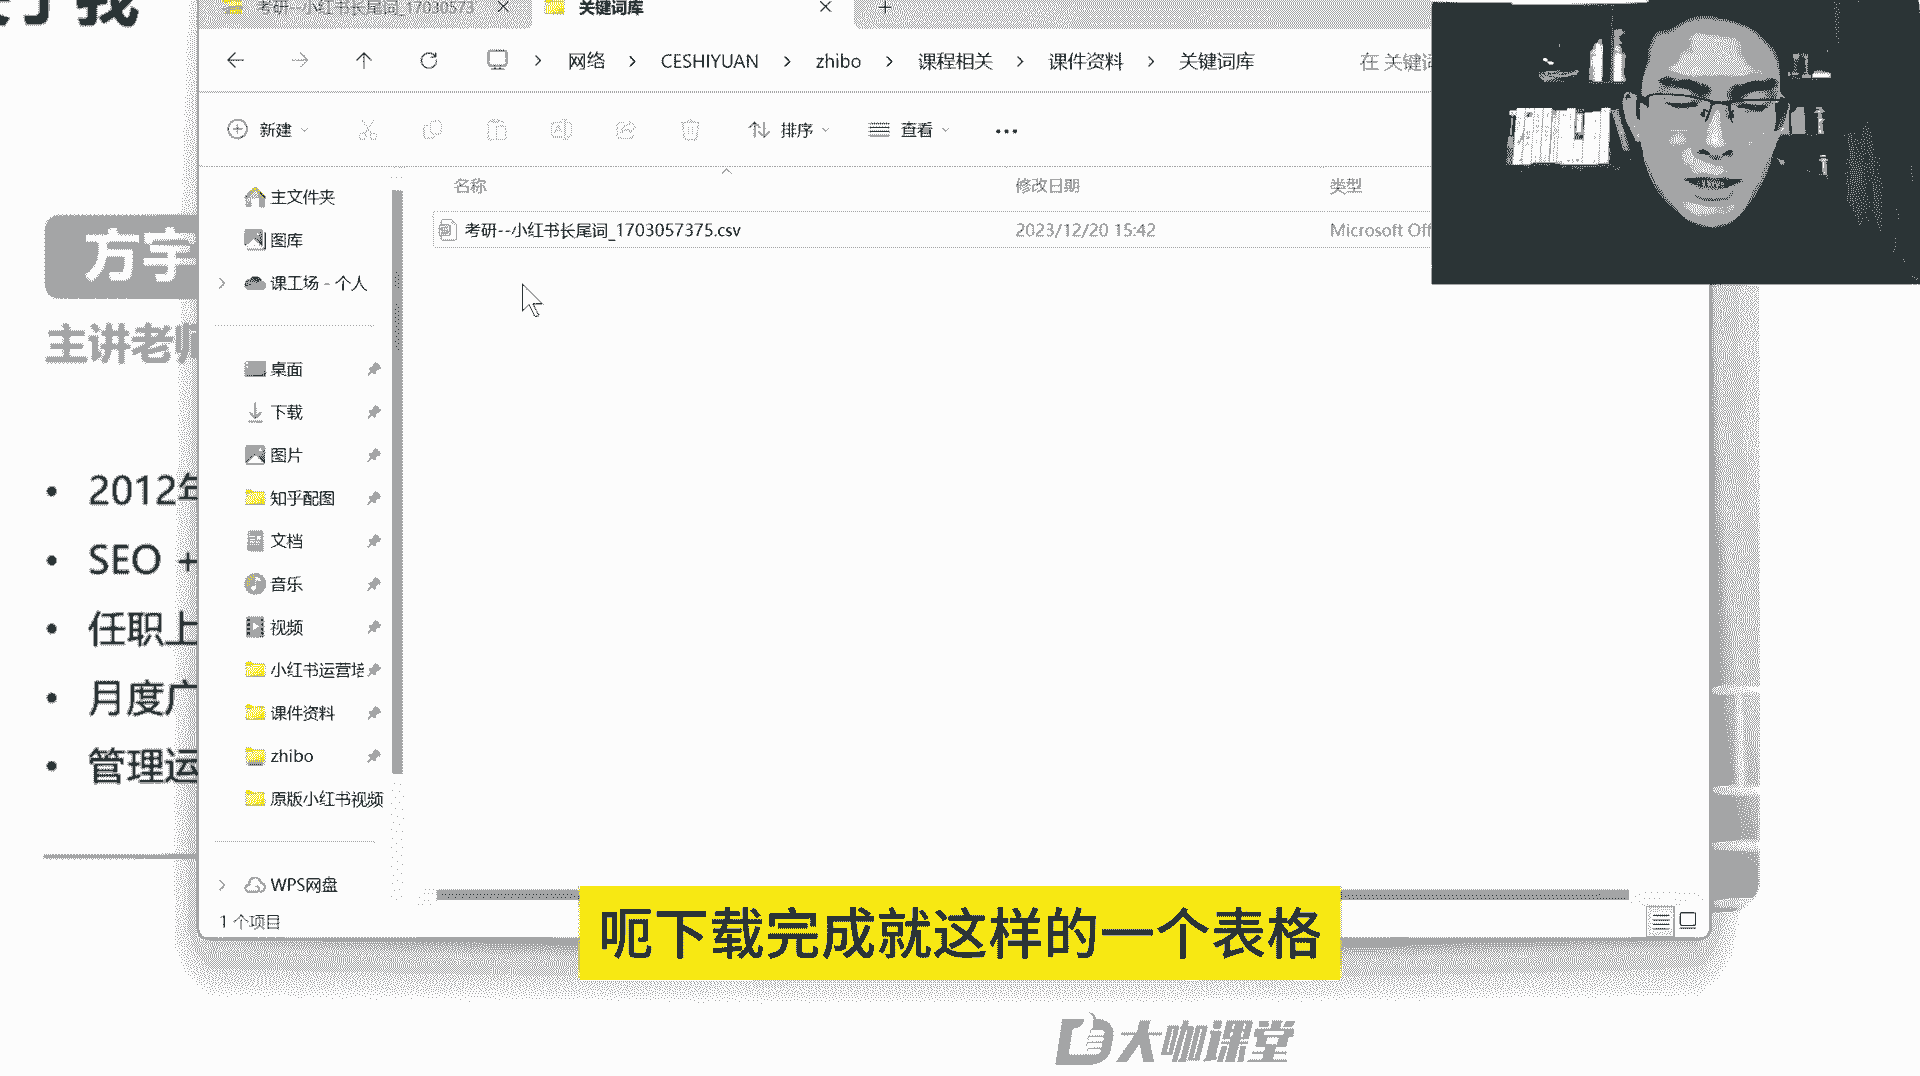 考研--小红书长尾词_17030573
关键词库
网络 > CESHIYUAN > zhibo > 课程相关 > 课件资料 > 关键词库
在 关键词
新建
排序
查看
名称
修改日期
类型
考研--小红书长尾词_1703057375.csv
2023/12/20 15:42
Microsoft Off
主文件夹
图库
课工场 - 个人
桌面
下载
图片
知乎配图
文档
音乐
视频
小红书运营培
课件资料
zhibo
原版小红书视频
WPS网盘
1 个项目
方宇
主讲老师
• 2012年
• SEO +
• 任职上
• 月度广
• 管理运
呃下载完成就这样的一个表格
大咖课堂